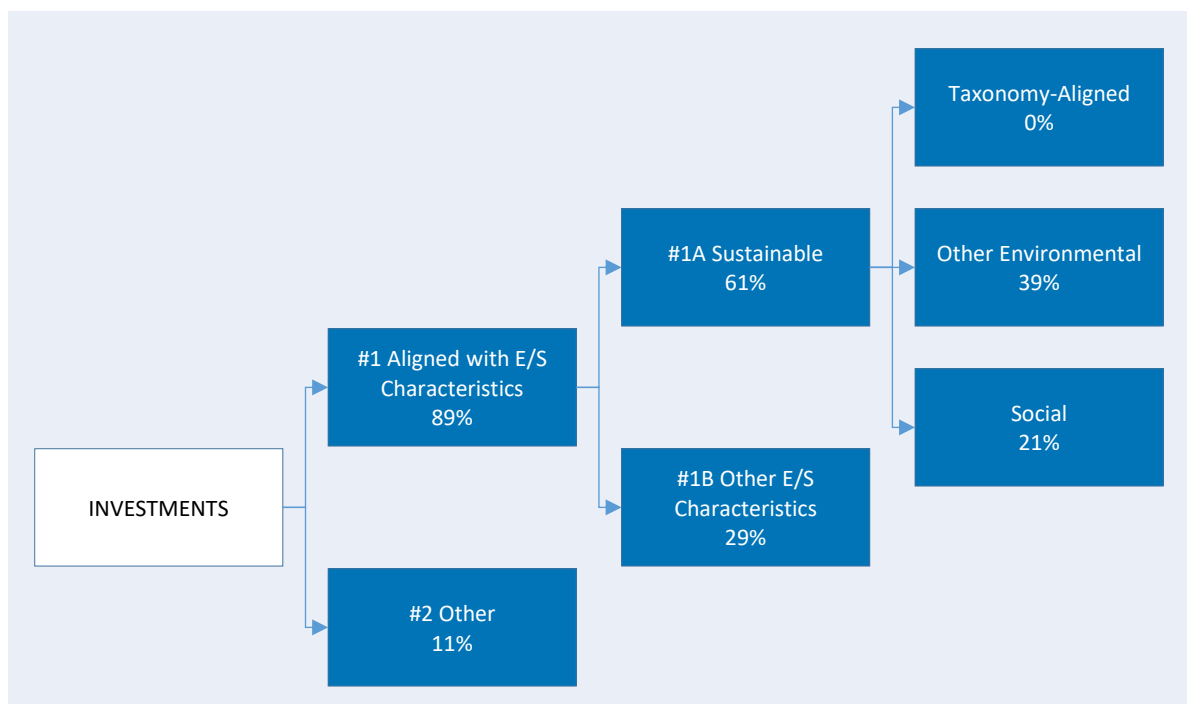 INVESTMENTS
#1 Aligned with E/S
Characteristics
89%
#2 Other
11%
#1A Sustainable
61%
#1B Other E/S
Characteristics
29%
Taxonomy-Aligned
0%
Other Environmental
39%
Social
21%